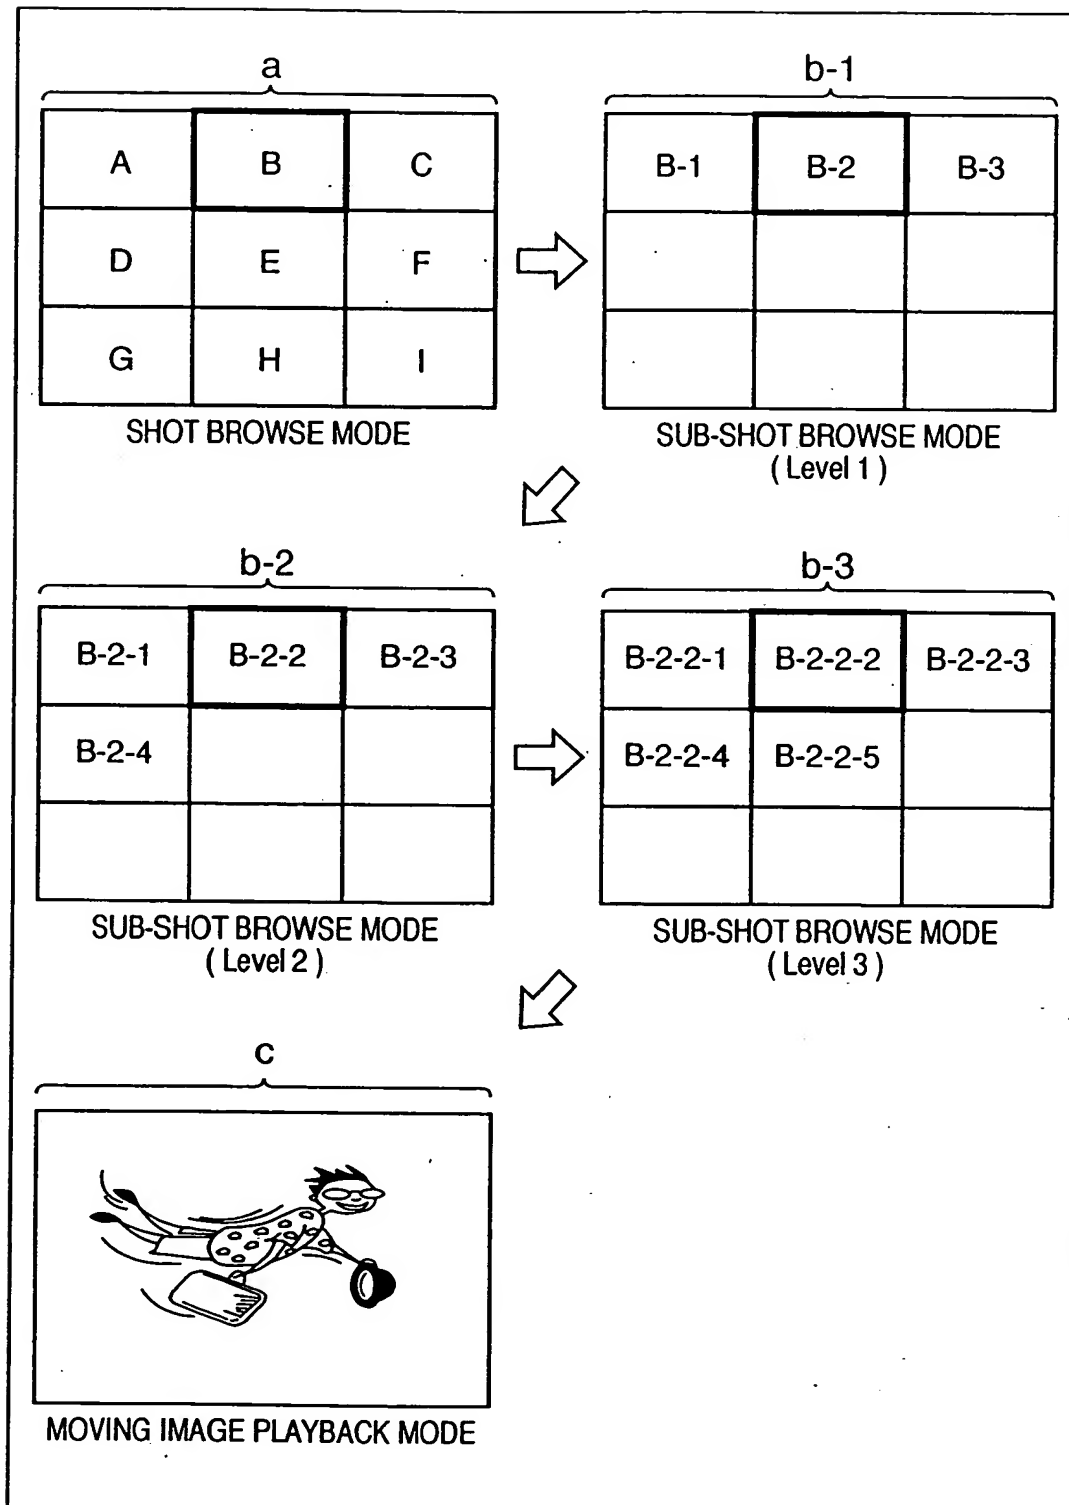 a
A B C
D E F
G H I
SHOT BROWSE MODE
b-1
B-1 B-2 B-3
SUB-SHOT BROWSE MODE
( Level 1 )
b-2
B-2-1 B-2-2 B-2-3
B-2-4
SUB-SHOT BROWSE MODE
( Level 2 )
b-3
B-2-2-1 B-2-2-2 B-2-2-3
B-2-2-4 B-2-2-5
SUB-SHOT BROWSE MODE
( Level 3 )
c
MOVING IMAGE PLAYBACK MODE